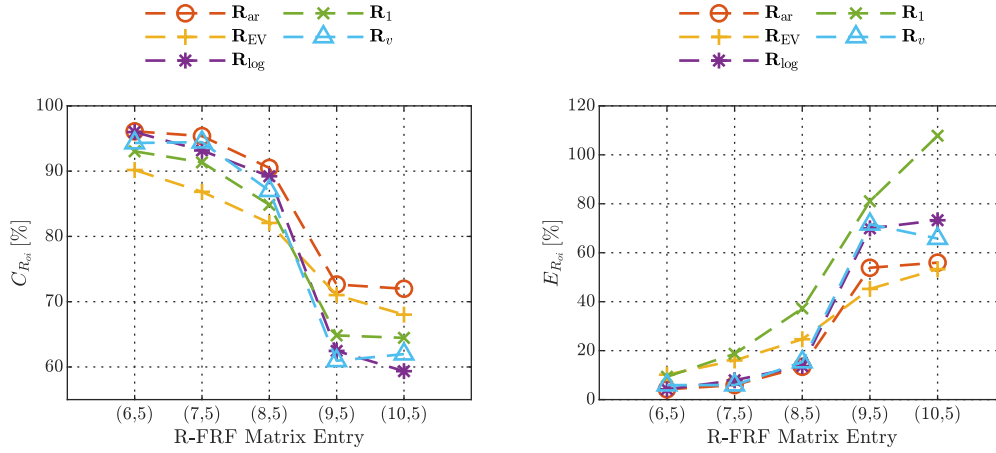 R_ar R_1
R_EV R_v
R_log
100
90
80
70
60
C_{R_{oi}} [%]
(6,5) (7,5) (8,5) (9,5) (10,5)
R-FRF Matrix Entry
R_ar R_1
R_EV R_v
R_log
120
100
80
60
40
20
0
E_{R_{oi}} [%]
(6,5) (7,5) (8,5) (9,5) (10,5)
R-FRF Matrix Entry